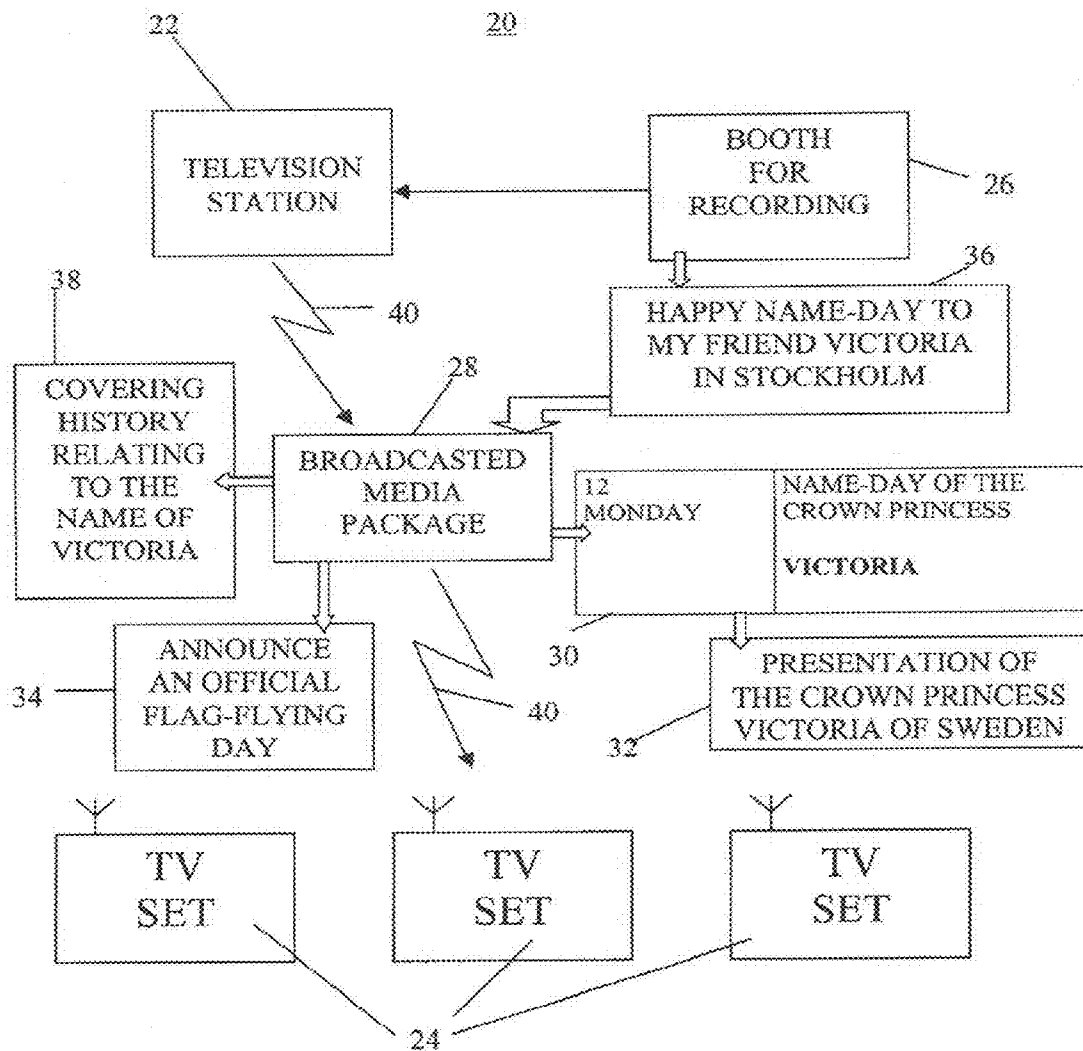 20
22
TELEVISION
STATION
BOOTH
FOR
RECORDING
26
38
40
36
HAPPY NAME-DAY TO
MY FRIEND VICTORIA
IN STOCKHOLM
28
COVERING
HISTORY
RELATING
TO THE
NAME OF
VICTORIA
BROADCASTED
MEDIA
PACKAGE
12
MONDAY
NAME-DAY OF THE
CROWN PRINCESS
VICTORIA
30
34
ANNOUNCE
AN OFFICIAL
FLAG-FLYING
DAY
40
32
PRESENTATION OF
THE CROWN PRINCESS
VICTORIA OF SWEDEN
TV
SET
TV
SET
TV
SET
24